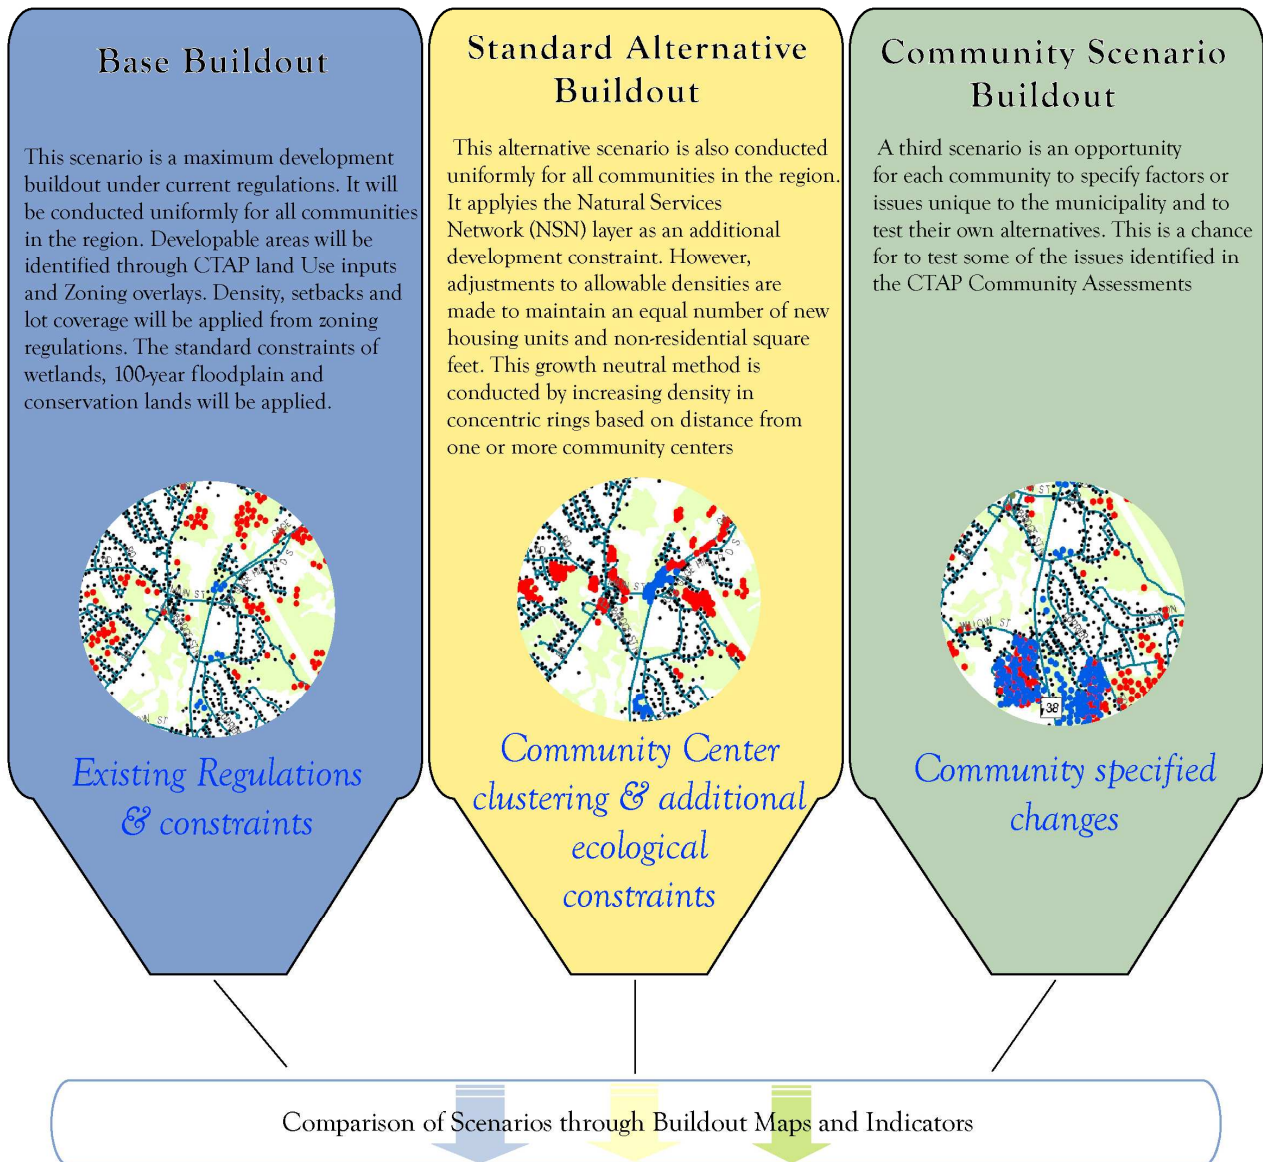 Base Buildout
This scenario is a maximum development
buildout under current regulations. It will
be conducted uniformly for all communities
in the region. Developable areas will be
identified through CTAP land Use inputs
and Zoning overlays. Density, setbacks and
lot coverage will be applied from zoning
regulations. The standard constraints of
wetlands, 100-year floodplain and
conservation lands will be applied.
Existing Regulations
& constraints
Standard Alternative
Buildout
This alternative scenario is also conducted
uniformly for all communities in the region.
It applyies the Natural Services
Network (NSN) layer as an additional
development constraint. However,
adjustments to allowable densities are
made to maintain an equal number of new
housing units and non-residential square
feet. This growth neutral method is
conducted by increasing density in
concentric rings based on distance from
one or more community centers
Community Center
clustering & additional
ecological
constraints
Community Scenario
Buildout
A third scenario is an opportunity
for each community to specify factors or
issues unique to the municipality and to
test their own alternatives. This is a chance
for to test some of the issues identified in
the CTAP Community Assessments
38
Community specified
changes
Comparison of Scenarios through Buildout Maps and Indicators